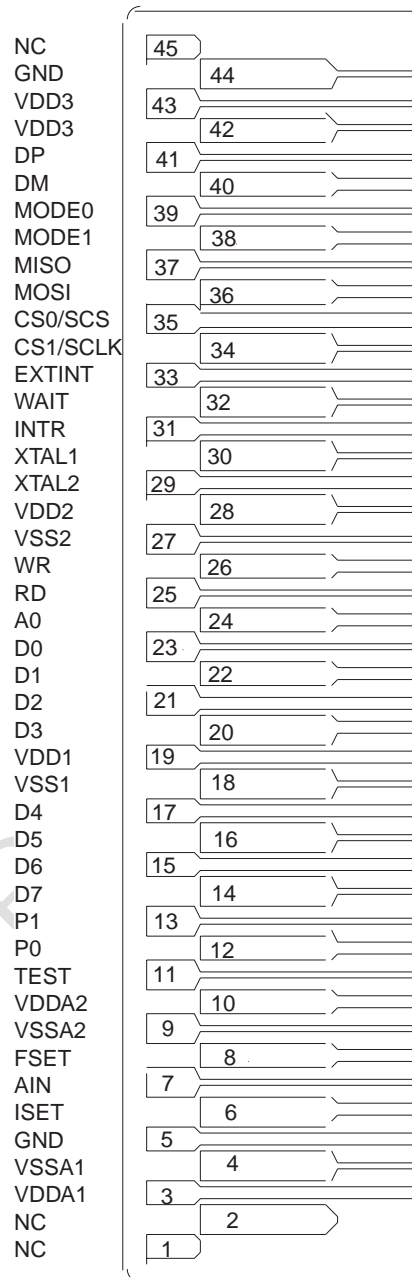 NC 45
GND 44
VDD3 43
VDD3 42
DP 41
DM 40
MODE0 39
MODE1 38
MISO 37
MOSI 36
CS0/SCS 35
CS1/SCLK 34
EXTINT 33
WAIT 32
INTR 31
XTAL1 30
XTAL2 29
VDD2 28
VSS2 27
WR 26
RD 25
A0 24
D0 23
D1 22
D2 21
D3 20
VDD1 19
VSS1 18
D4 17
D5 16
D6 15
D7 14
P1 13
P0 12
TEST 11
VDDA2 10
VSSA2 9
FSET 8
AIN 7
ISET 6
GND 5
VSSA1 4
VDDA1 3
NC 2
NC 1